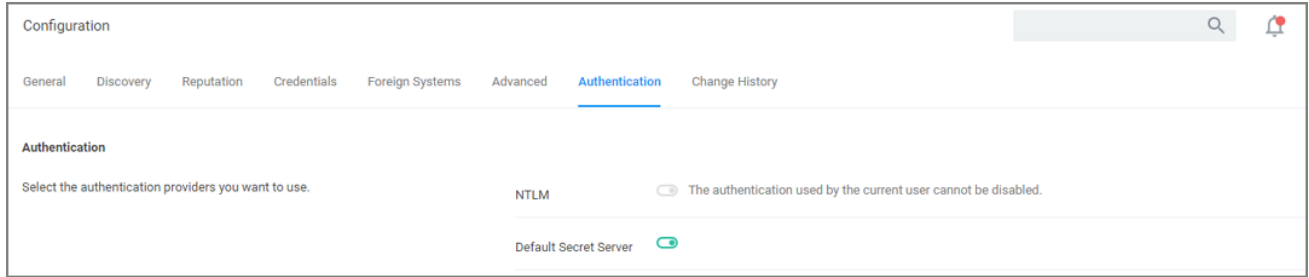 Configuration
General Discovery Reputation Credentials Foreign Systems Advanced Authentication Change History
Authentication
Select the authentication providers you want to use.
NTLM The authentication used by the current user cannot be disabled.
Default Secret Server